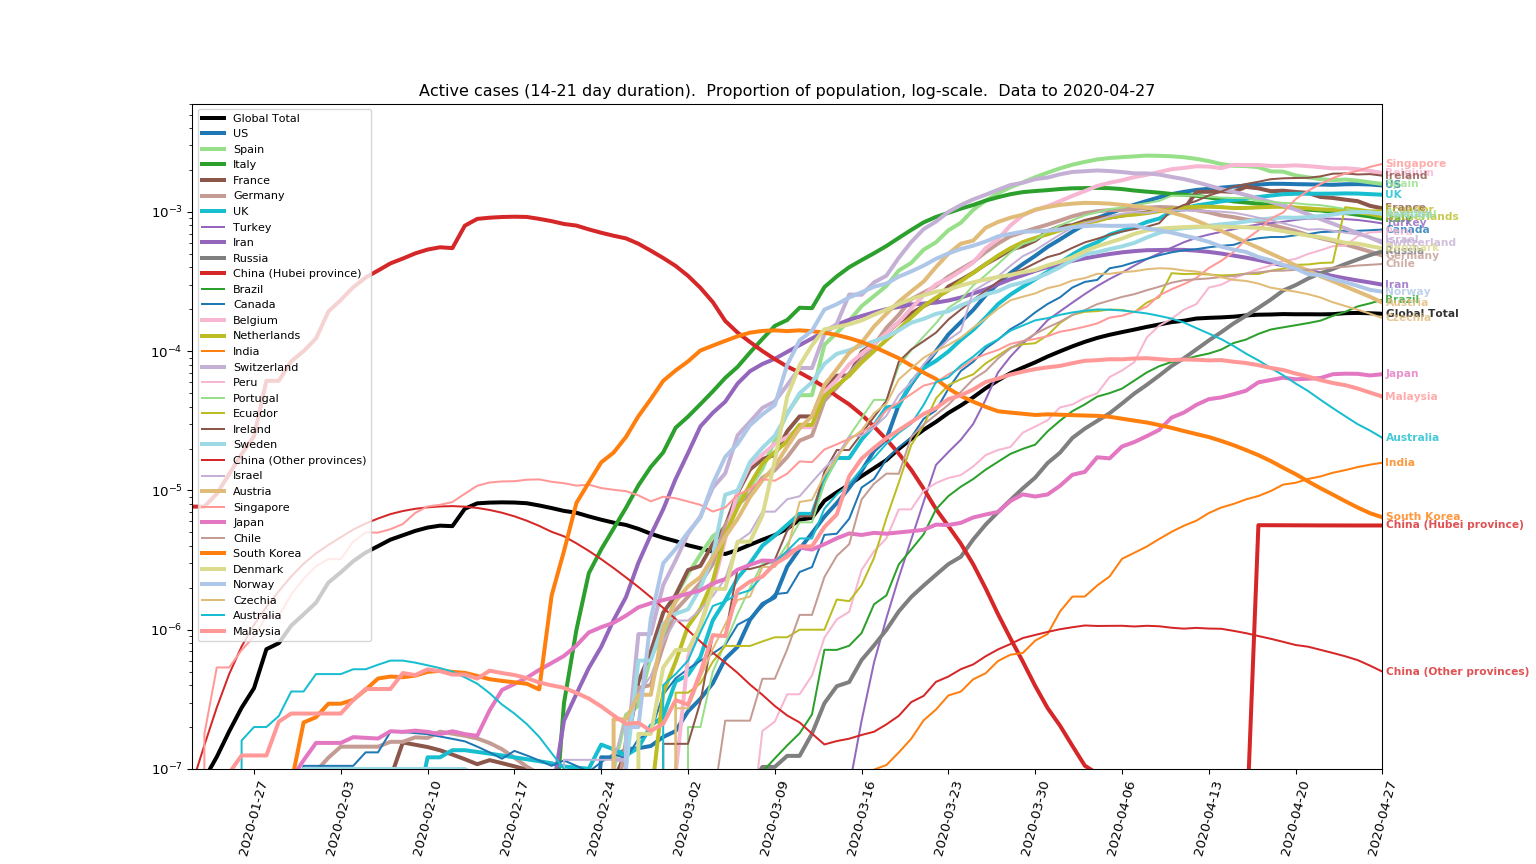 Active cases (14-21 day duration).  Proportion of population, log-scale.  Data to 2020-04-27
Global Total
US
Spain
Italy
France
Germany
UK
Turkey
Iran
Russia
China (Hubei province)
Brazil
Canada
Belgium
Netherlands
India
Switzerland
Peru
Portugal
Ecuador
Ireland
Sweden
China (Other provinces)
Israel
Austria
Singapore
Japan
Chile
South Korea
Denmark
Norway
Czechia
Australia
Malaysia
10⁻³
10⁻⁴
10⁻⁵
10⁻⁶
10⁻⁷
Singapore
Ireland
US
UK
France
Turkey
Canada
Switzerland
Russia
Germany
Chile
Iran
Norway
Brazil
Austria
Global Total
Czechia
Japan
Malaysia
Australia
India
South Korea
China (Hubei province)
China (Other provinces)
2020-01-27
2020-02-03
2020-02-10
2020-02-17
2020-02-24
2020-03-02
2020-03-09
2020-03-16
2020-03-23
2020-03-30
2020-04-06
2020-04-13
2020-04-20
2020-04-27